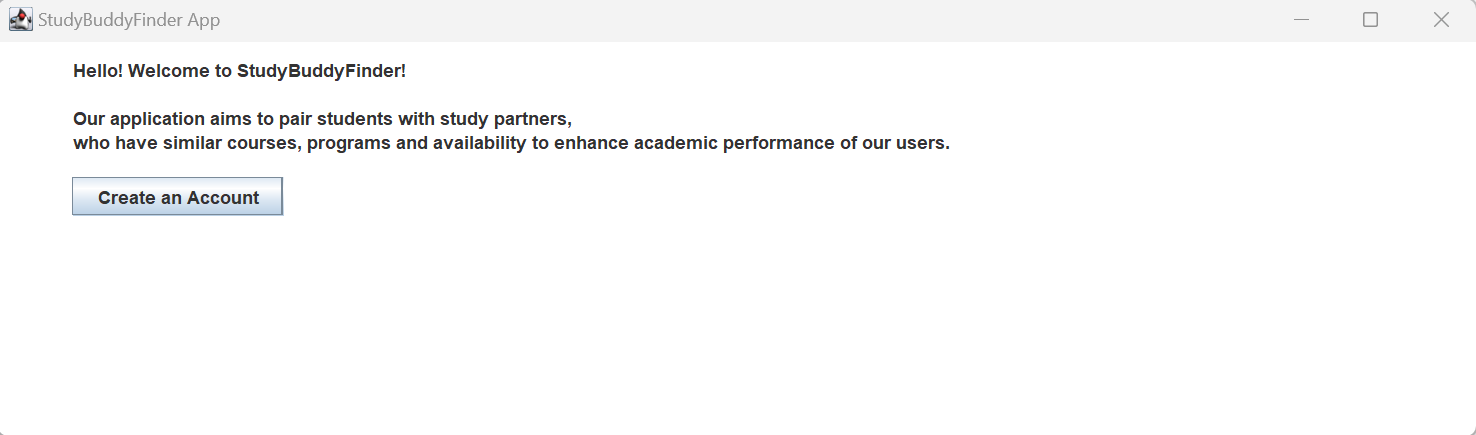 StudyBuddyFinder App
Hello! Welcome to StudyBuddyFinder!
Our application aims to pair students with study partners,
who have similar courses, programs and availability to enhance academic performance of our users.
Create an Account